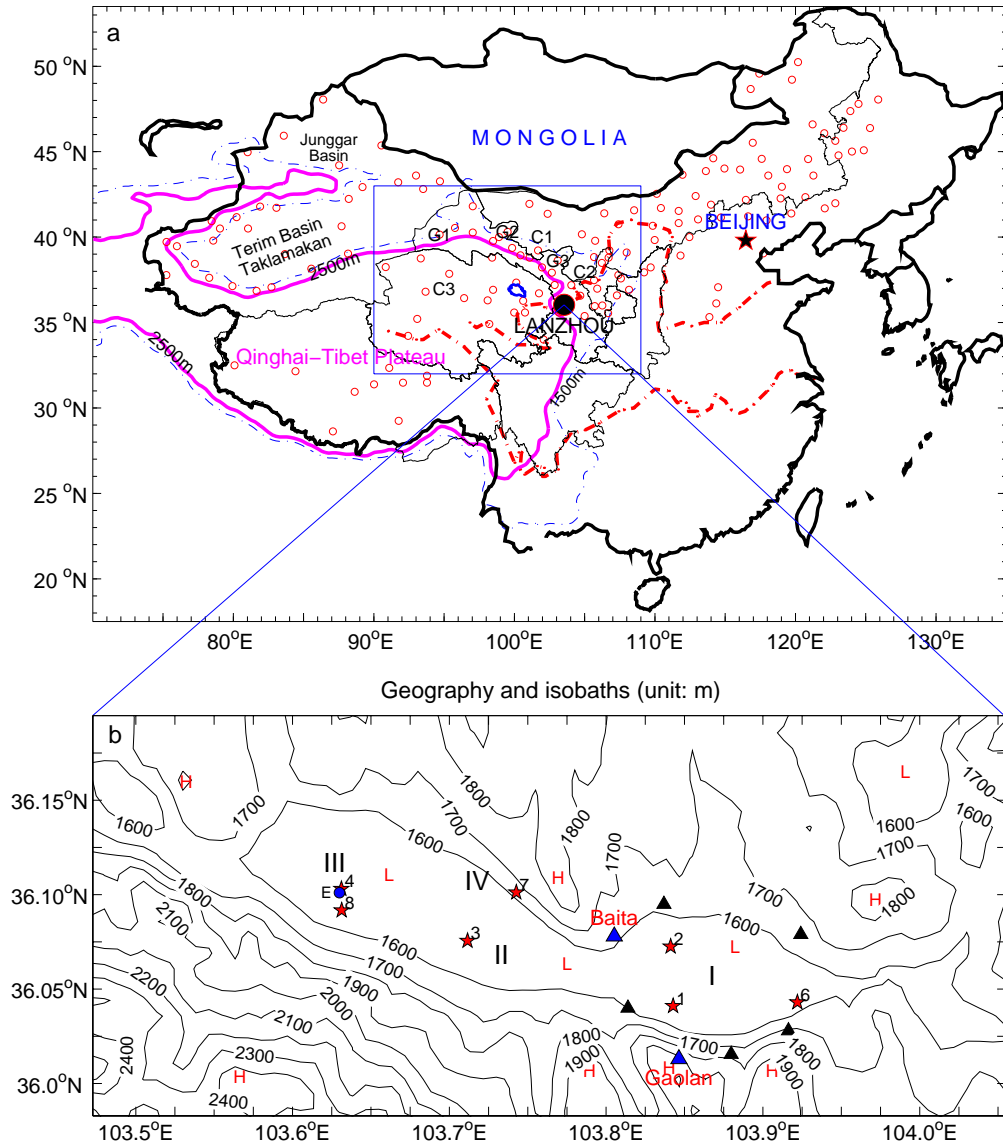 a
50 °N
45 °N
40 °N
35 °N
30 °N
25 °N
20 °N
Junggar
Basin
MONGOLIA
BEIJING
Terim Basin
Taklamakan
2500m
G1
G2
C1
G3
C2
C3
LANZHOU
2500m
Qinghai−Tibet Plateau
1500m
80°E
100°E
110°E
120°E
130°E
Geography and isobaths (unit: m)
b
36.15°N
36.10°N
36.05°N
36.0°N
H
1700
1800
1800
L
1700
1600
1700
1600
1700
1600
1700
1600
III
4
E
8
L
IV
7
H
1700
H
1800
1800
2100
Baita
1600
3
II
L
2
L
I
1600
1700
1900
2000
2100
2200
2300
2400
2400
H
1
6
1800
1900
1700
1800
1900
H
H
H
Gaolan
103.5°E
103.6°E
103.7°E
103.8°E
103.9°E
104.0°E